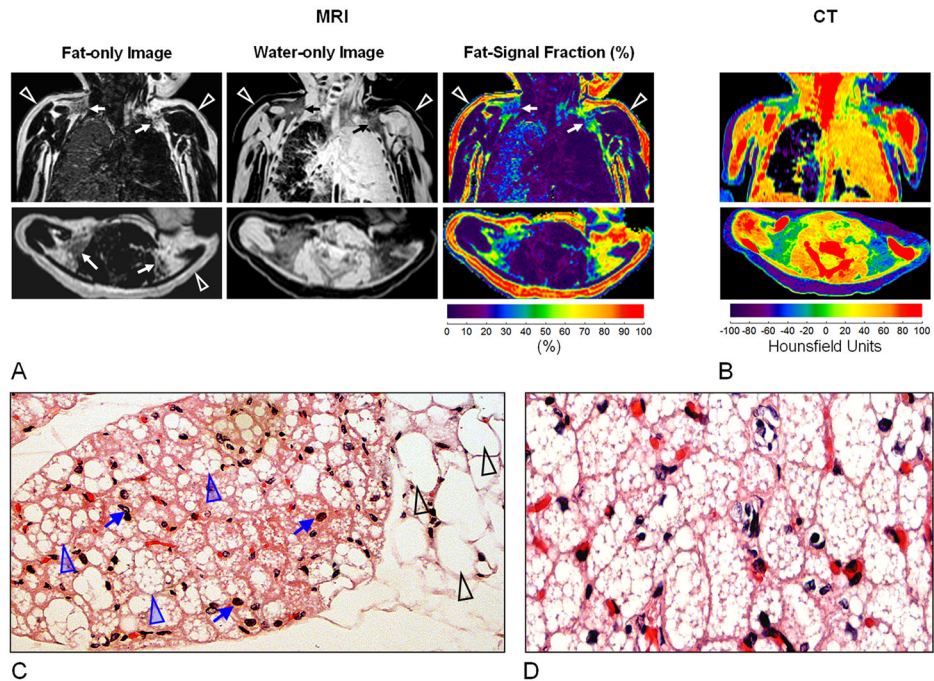 MRI
CT
Fat-only Image
Water-only Image
Fat-Signal Fraction (%)
0 10 20 30 40 50 60 70 80 90 100
(%)
-100 -80 -60 -40 -20 0 20 40 60 80 100
Hounsfield Units
A
B
C
D